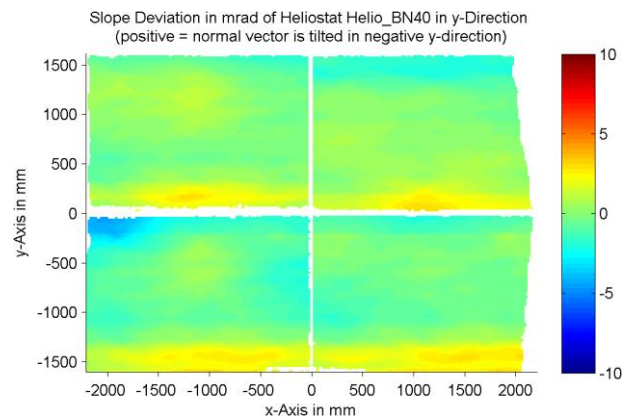 Slope Deviation in mrad of Heliostat Helio_BN40 in y-Direction
(positive = normal vector is tilted in negative y-direction)
1500
1000
500
0
-500
-1000
-1500
y-Axis in mm
-2000 -1500 -1000 -500 0 500 1000 1500 2000
x-Axis in mm
10
5
0
-5
-10